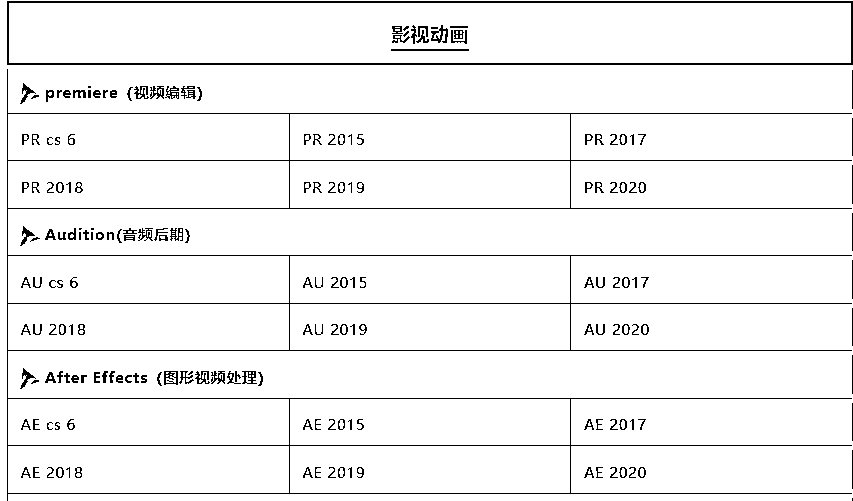 影视动画
premiere (视频编辑)
PR cs 6 PR 2015 PR 2017
PR 2018 PR 2019 PR 2020
Audition(音频后期)
AU cs 6 AU 2015 AU 2017
AU 2018 AU 2019 AU 2020
After Effects (图形视频处理)
AE cs 6 AE 2015 AE 2017
AE 2018 AE 2019 AE 2020